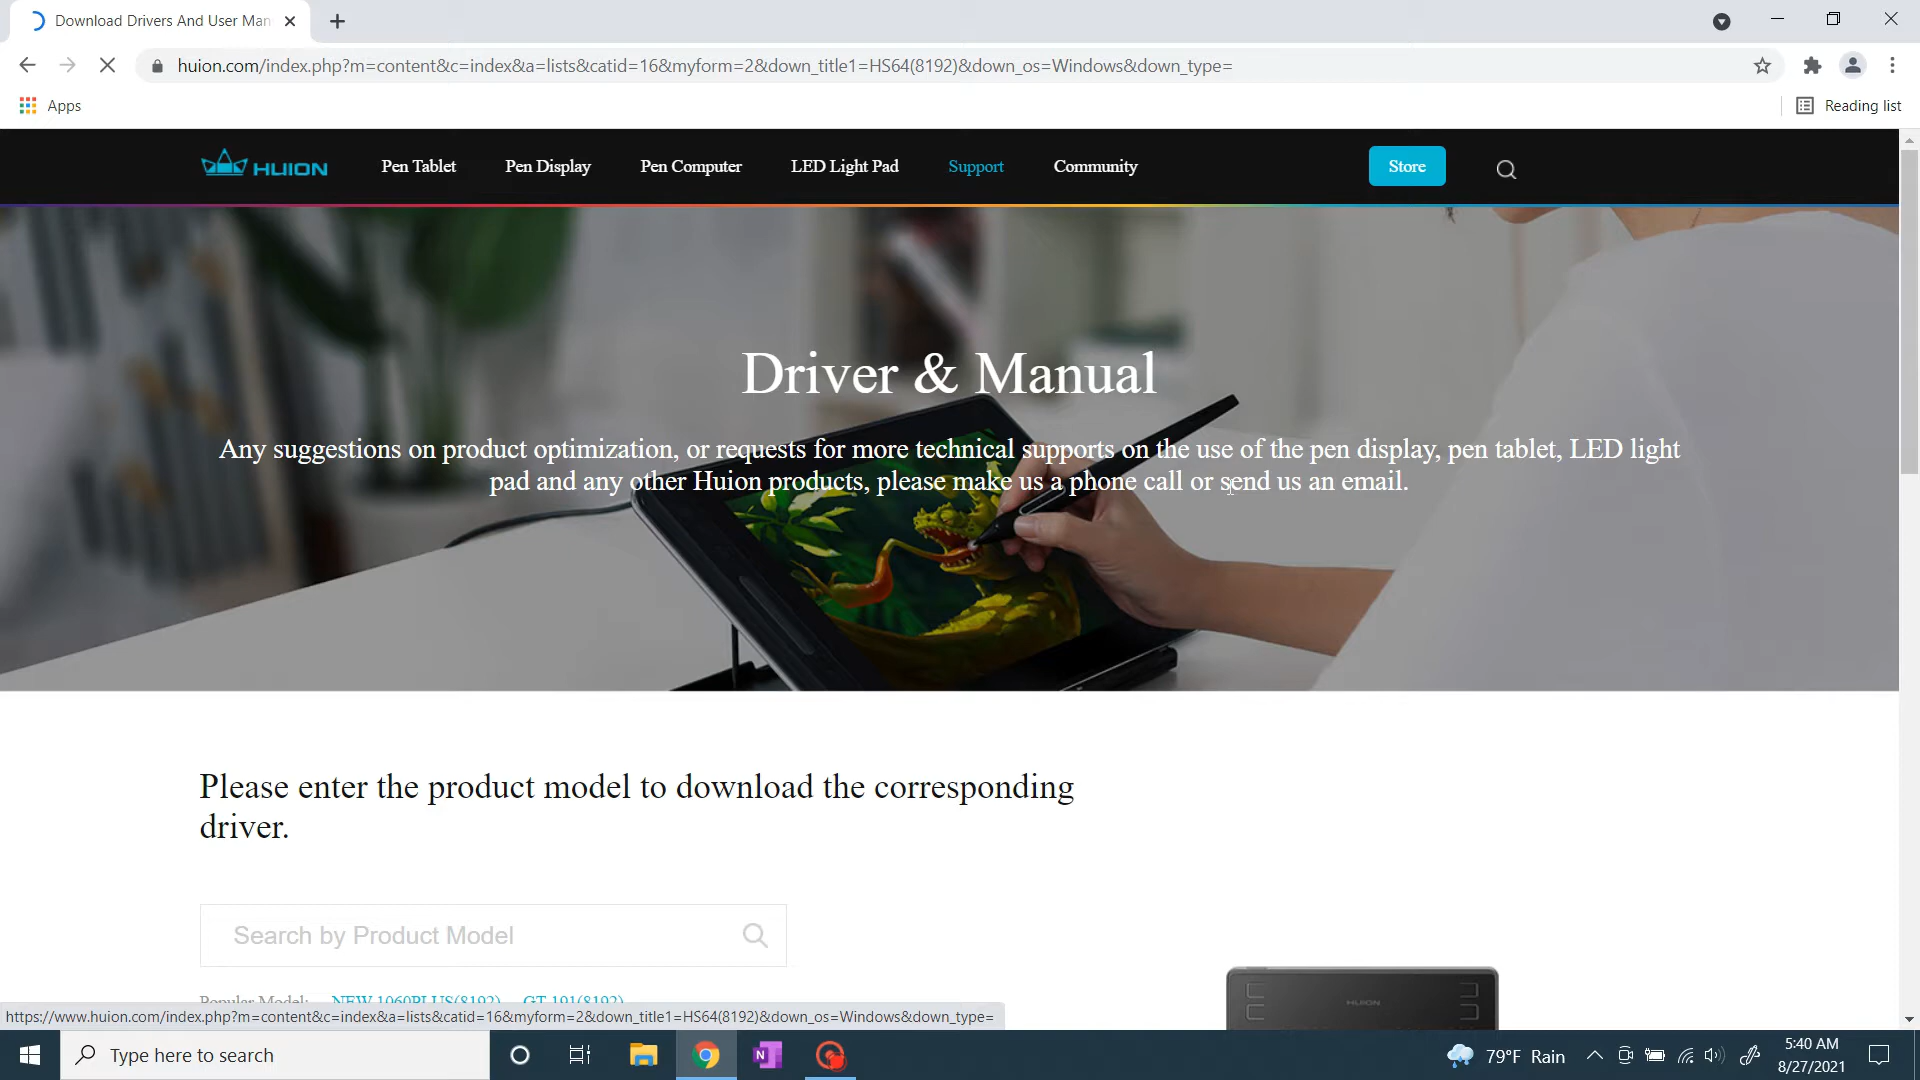 Download Drivers And User Man
huion.com/index.php?m=content&c=index&a=lists&catid=16&myform=2&down_title1=HS64(8192)&down_os=Windows&down_type=
Apps
Reading list
HUION
Pen Tablet
Pen Display
Pen Computer
LED Light Pad
Support
Community
Store
Driver & Manual
Any suggestions on product optimization, or requests for more technical supports on the use of the pen display, pen tablet, LED light
pad and any other Huion products, please make us a phone call or send us an email.
Please enter the product model to download the corresponding
driver.
Search by Product Model
Popular Model: NEW 1060PLUS(8192) GT-191(8192)
HUION
https://www.huion.com/index.php?m=content&c=index&a=lists&catid=16&myform=2&down_title1=HS64(8192)&down_os=Windows&down_type=
Type here to search
N
79°F Rain
5:40 AM
8/27/2021